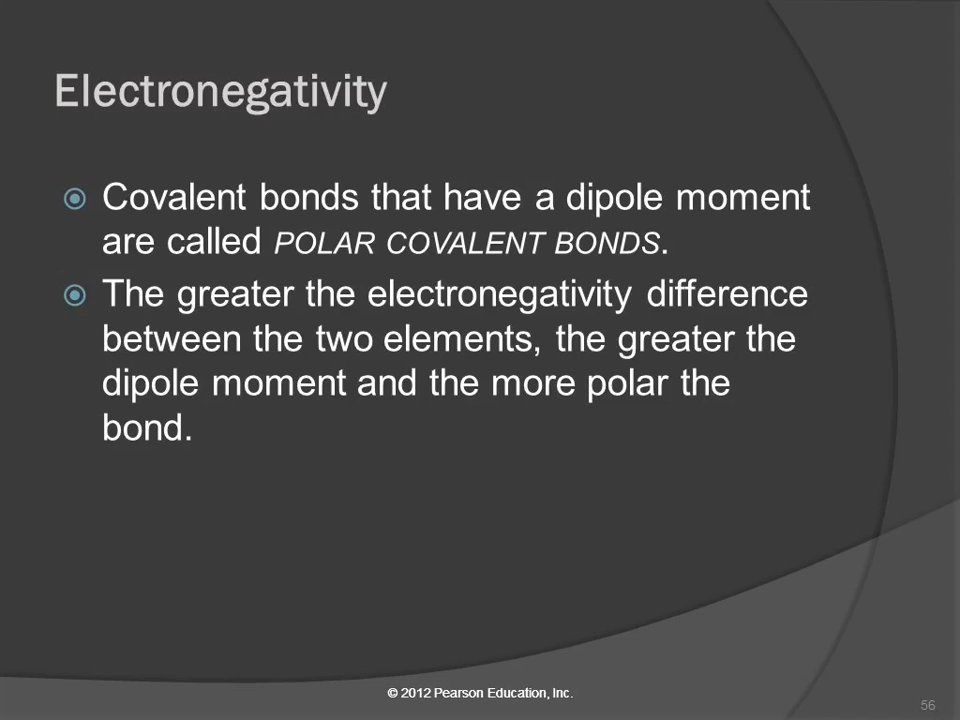 Electronegativity
Covalent bonds that have a dipole moment
are called POLAR COVALENT BONDS.
The greater the electronegativity difference
between the two elements, the greater the
dipole moment and the more polar the
bond.
© 2012 Pearson Education, Inc.
56